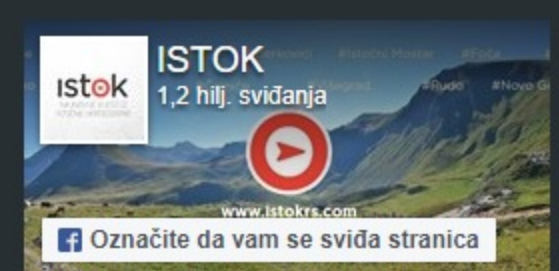 #Istočni Mostar #Foča
ISTOK
istok
1,2 hilj. sviđanja
#Rudo #Novo G
www.istokrs.com
Označite da vam se sviđa stranica